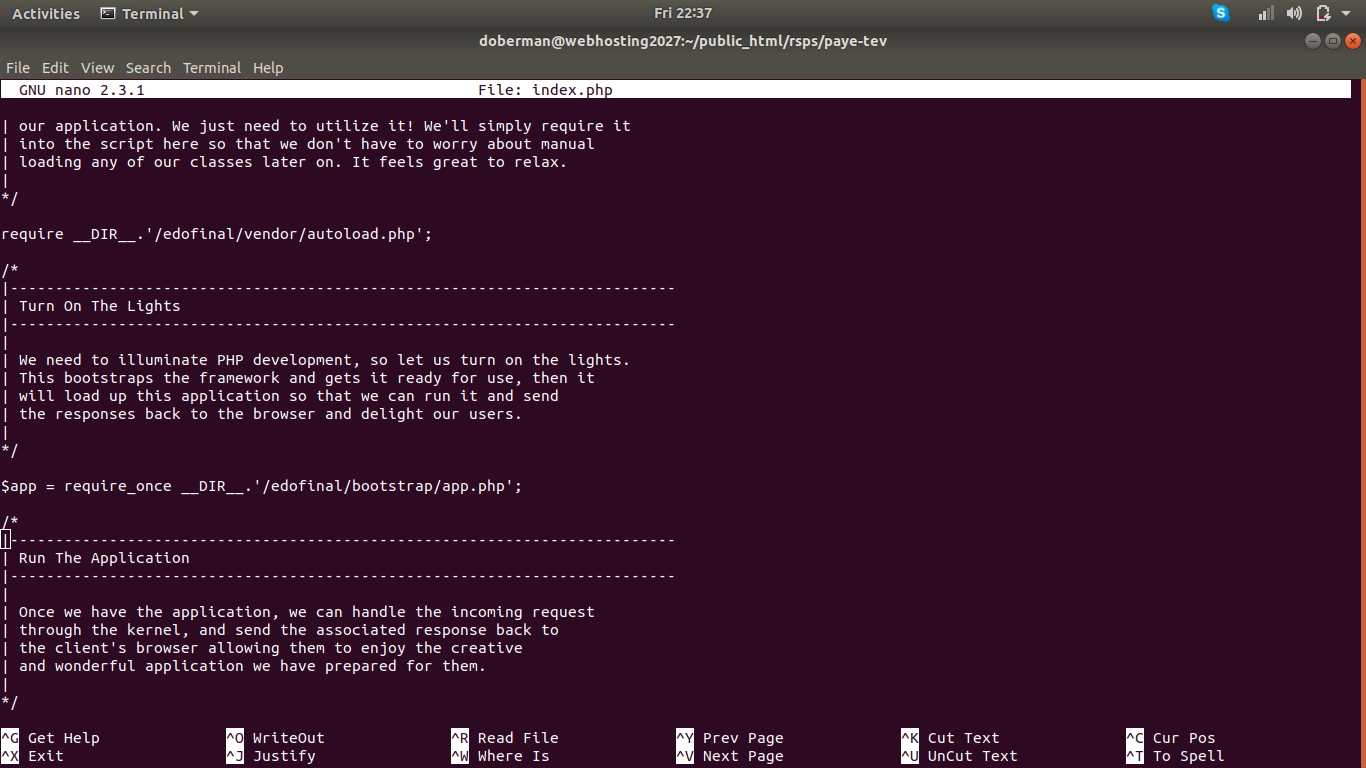 Activities Terminal Fri 22:37
doberman@webhosting2027:~/public_html/rsps/paye-tev
File Edit View Search Terminal Help
GNU nano 2.3.1 File: index.php
| our application. We just need to utilize it! We'll simply require it
| into the script here so that we don't have to worry about manual
| loading any of our classes later on. It feels great to relax.
|
*/
require __DIR__.'/edofinal/vendor/autoload.php';
/*
|--------------------------------------------------------------------------
| Turn On The Lights
|--------------------------------------------------------------------------
|
| We need to illuminate PHP development, so let us turn on the lights.
| This bootstraps the framework and gets it ready for use, then it
| will load up this application so that we can run it and send
| the responses back to the browser and delight our users.
|
*/
$app = require_once __DIR__.'/edofinal/bootstrap/app.php';
/*
|--------------------------------------------------------------------------
| Run The Application
|--------------------------------------------------------------------------
|
| Once we have the application, we can handle the incoming request
| through the kernel, and send the associated response back to
| the client's browser allowing them to enjoy the creative
| and wonderful application we have prepared for them.
|
*/
^G Get Help ^O WriteOut ^R Read File ^Y Prev Page ^K Cut Text ^C Cur Pos
^X Exit ^J Justify ^W Where Is ^V Next Page ^U UnCut Text ^T To Spell